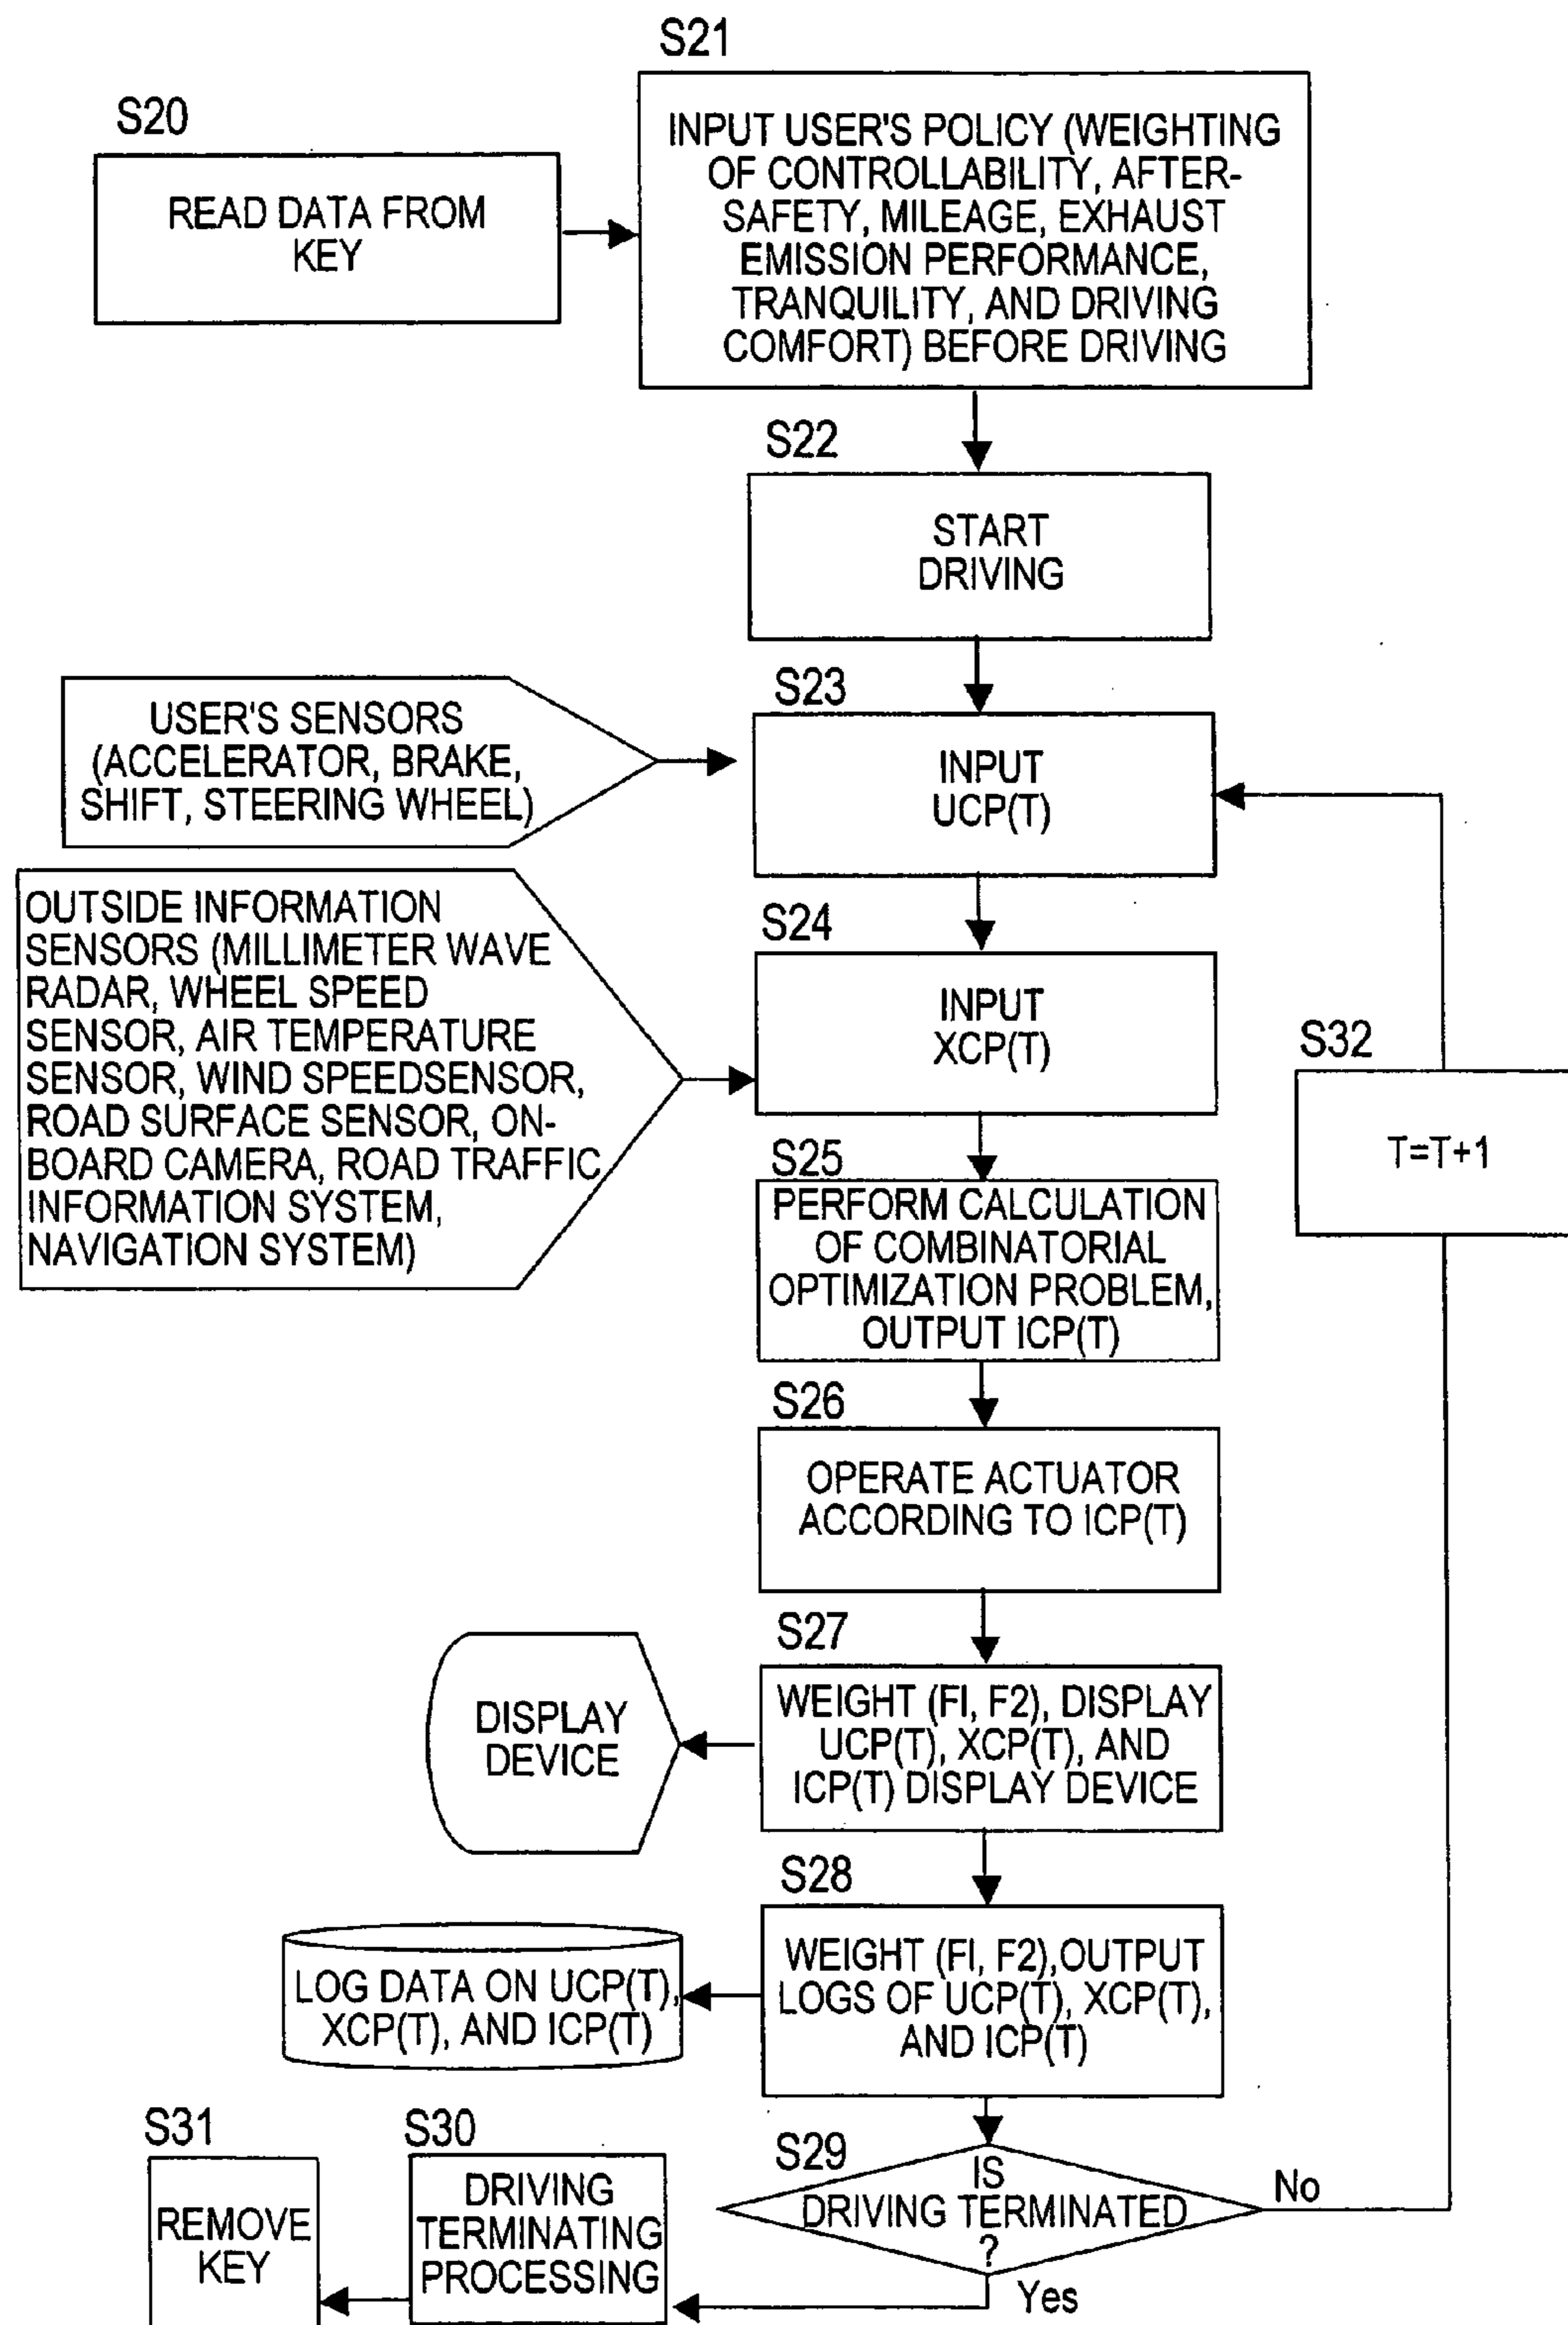 S21
S20
INPUT USER'S POLICY (WEIGHTING
OF CONTROLLABILITY, AFTER-
SAFETY, MILEAGE, EXHAUST
EMISSION PERFORMANCE,
TRANQUILITY, AND DRIVING
COMFORT) BEFORE DRIVING
READ DATA FROM
KEY
S22
START
DRIVING
S23
USER'S SENSORS
(ACCELERATOR, BRAKE,
SHIFT, STEERING WHEEL)
INPUT
UCP(T)
S24
OUTSIDE INFORMATION
SENSORS (MILLIMETER WAVE
RADAR, WHEEL SPEED
SENSOR, AIR TEMPERATURE
SENSOR, WIND SPEEDSENSOR,
ROAD SURFACE SENSOR, ON-
BOARD CAMERA, ROAD TRAFFIC
INFORMATION SYSTEM,
NAVIGATION SYSTEM)
INPUT
XCP(T)
S32
T=T+1
S25
PERFORM CALCULATION
OF COMBINATORIAL
OPTIMIZATION PROBLEM,
OUTPUT ICP(T)
S26
OPERATE ACTUATOR
ACCORDING TO ICP(T)
S27
DISPLAY
DEVICE
WEIGHT (FI, F2), DISPLAY
UCP(T), XCP(T), AND
ICP(T) DISPLAY DEVICE
S28
LOG DATA ON UCP(T),
XCP(T), AND ICP(T)
WEIGHT (FI, F2),OUTPUT
LOGS OF UCP(T), XCP(T),
AND ICP(T)
S31
S30
S29
IS
DRIVING TERMINATED
?
No
Yes
DRIVING
TERMINATING
PROCESSING
REMOVE
KEY